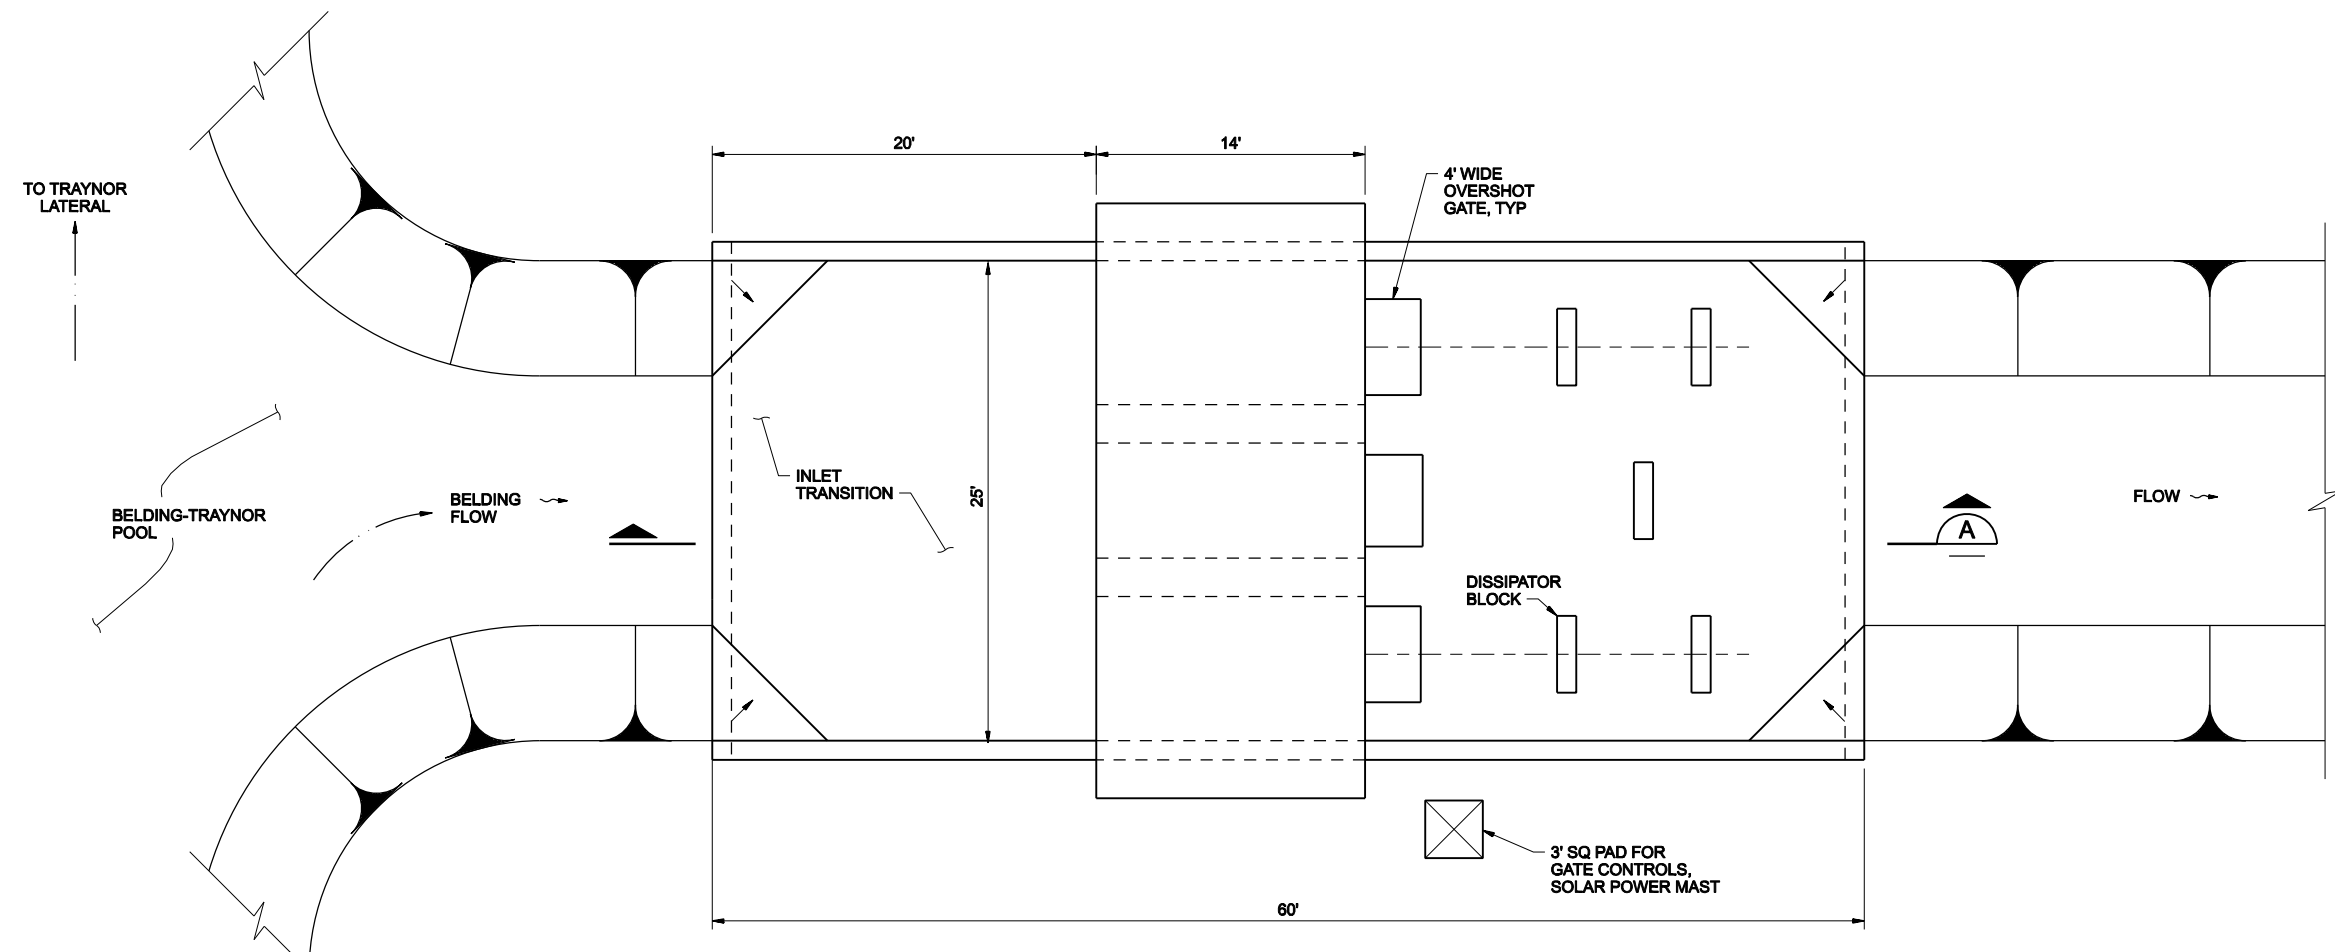 20'
14'
4' WIDE
OVERSHOT
GATE, TYP
TO TRAYNOR
LATERAL
INLET
TRANSITION
25'
BELDING
FLOW
BELDING-TRAYNOR
POOL
FLOW
A
DISSIPATOR
BLOCK
3' SQ PAD FOR
GATE CONTROLS,
SOLAR POWER MAST
60'